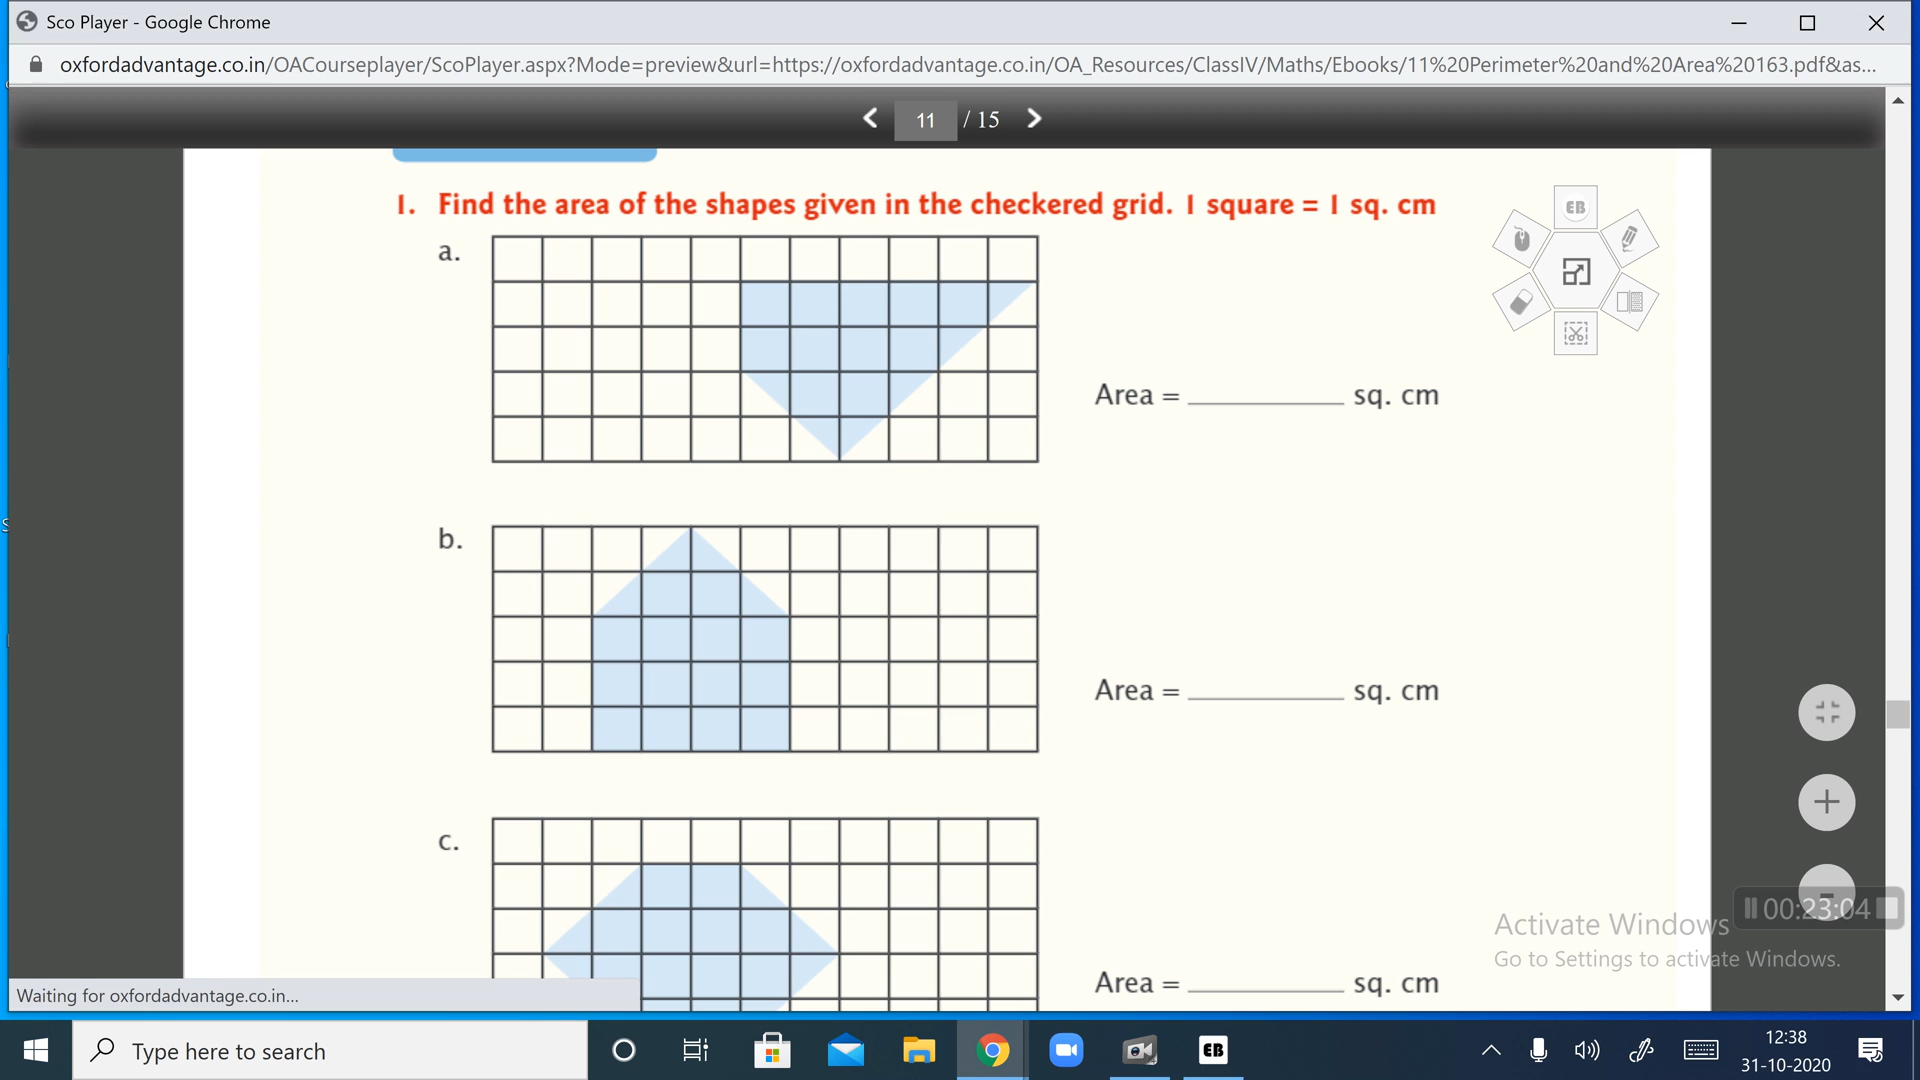 Sco Player - Google Chrome
oxfordadvantage.co.in/OACourseplayer/ScoPlayer.aspx?Mode=preview&url=https://oxfordadvantage.co.in/OA_Resources/ClassIV/Maths/Ebooks/11%20Perimeter%20and%20Area%20163.pdf&as...
11 / 15
1. Find the area of the shapes given in the checkered grid. 1 square = 1 sq. cm
EB
a.
Area = __________ sq. cm
b.
Area = __________ sq. cm
c.
00:23:04
Activate Windows
Go to Settings to activate Windows.
Area = __________ sq. cm
Waiting for oxfordadvantage.co.in...
Type here to search
EB
12:38
31-10-2020